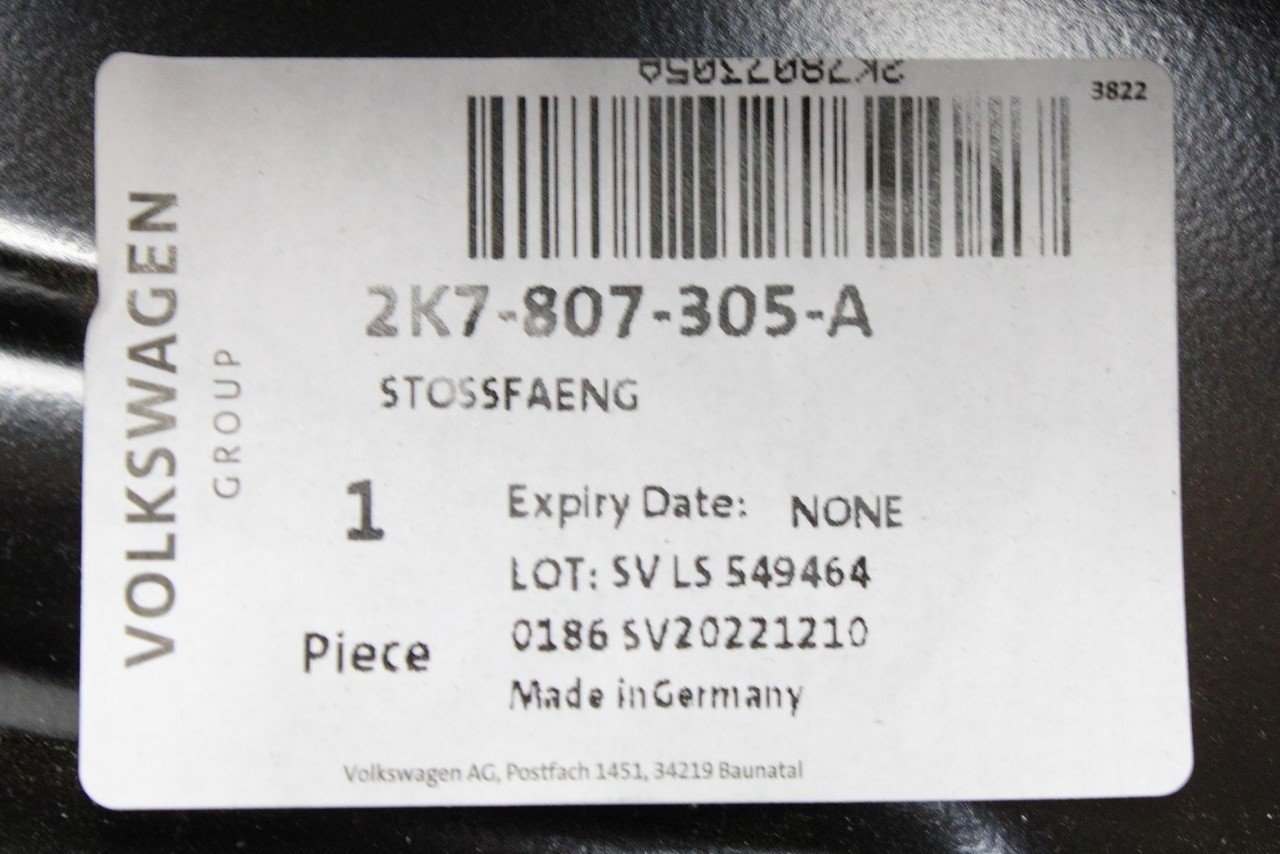 2K7807305A
3822
VOLKSWAGEN
GROUP
2K7-807-305-A
STOSSFAENG
1
Piece
Expiry Date: NONE
LOT: SV LS 549464
0186 SV20221210
Made in Germany
Volkswagen AG, Postfach 1451, 34219 Baunatal